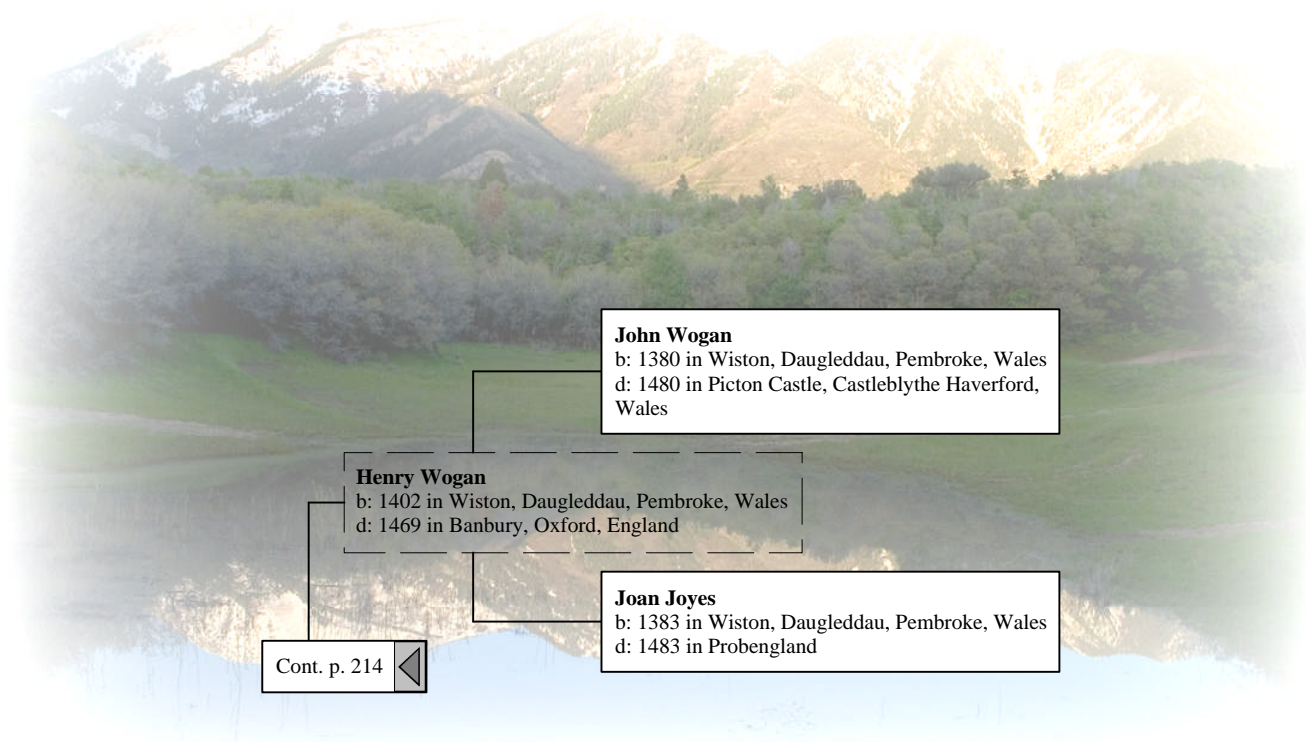 John Wogan
b: 1380 in Wiston, Daugleddau, Pembroke, Wales
d: 1480 in Picton Castle, Castleblythe Haverford,
Wales
Henry Wogan
b: 1402 in Wiston, Daugleddau, Pembroke, Wales
d: 1469 in Banbury, Oxford, England
Joan Joyes
b: 1383 in Wiston, Daugleddau, Pembroke, Wales
d: 1483 in Probengland
Cont. p. 214